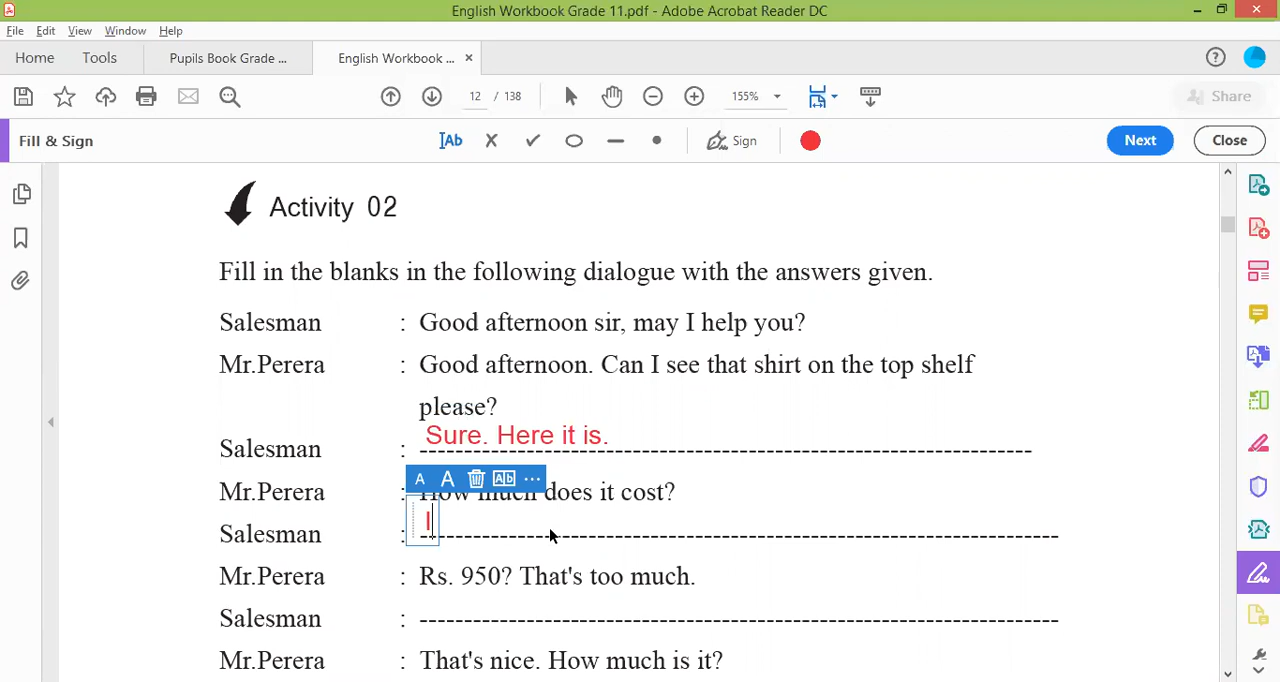 English Workbook Grade 11.pdf - Adobe Acrobat Reader DC
File Edit View Window Help
Home Tools Pupils Book Grade ... English Workbook ... ×
12 / 138 155% Share
Fill & Sign Ab Sign Next Close
Activity 02
Fill in the blanks in the following dialogue with the answers given.
Salesman : Good afternoon sir, may I help you?
Mr.Perera : Good afternoon. Can I see that shirt on the top shelf
please?
Sure. Here it is.
Salesman : ------------------------------------------------------------
A A Ab ...
Mr.Perera : How much does it cost?
I
Salesman : ------------------------------------------------------------
Mr.Perera : Rs. 950? That's too much.
Salesman : ------------------------------------------------------------
Mr.Perera : That's nice. How much is it?